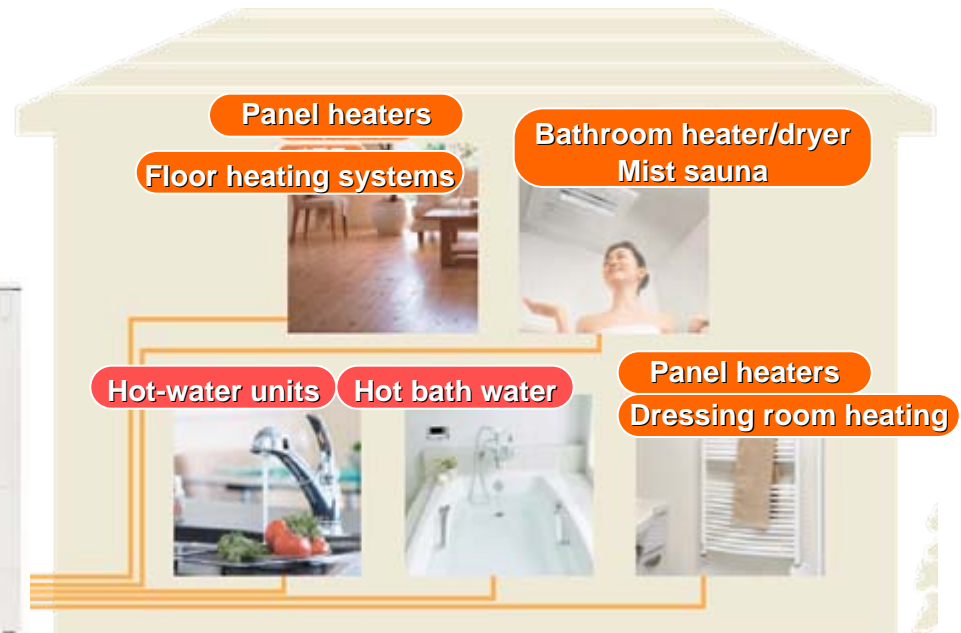 Panel heaters
Floor heating systems
Bathroom heater/dryer
Mist sauna
Hot-water units
Hot bath water
Panel heaters
Dressing room heating